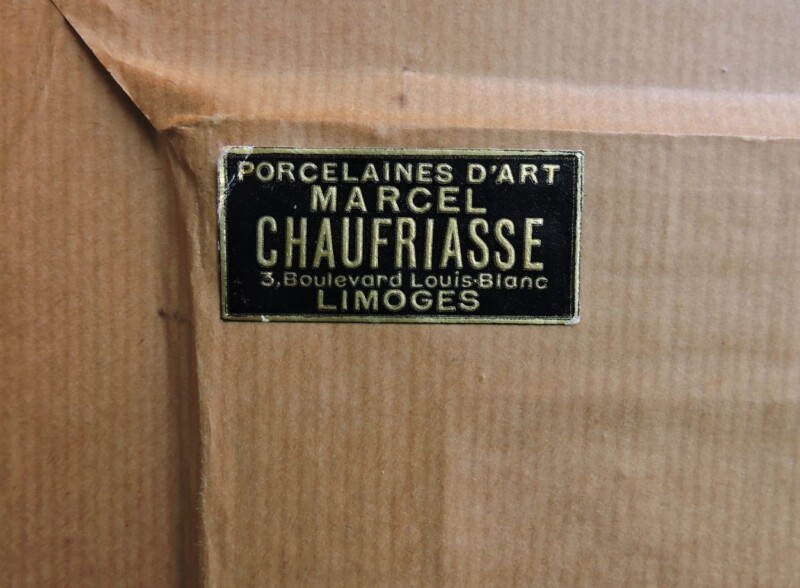 PORCELAINES D'ART
MARCEL
CHAUFRIASSE
3, Boulevard Louis-Blanc
LIMOGES